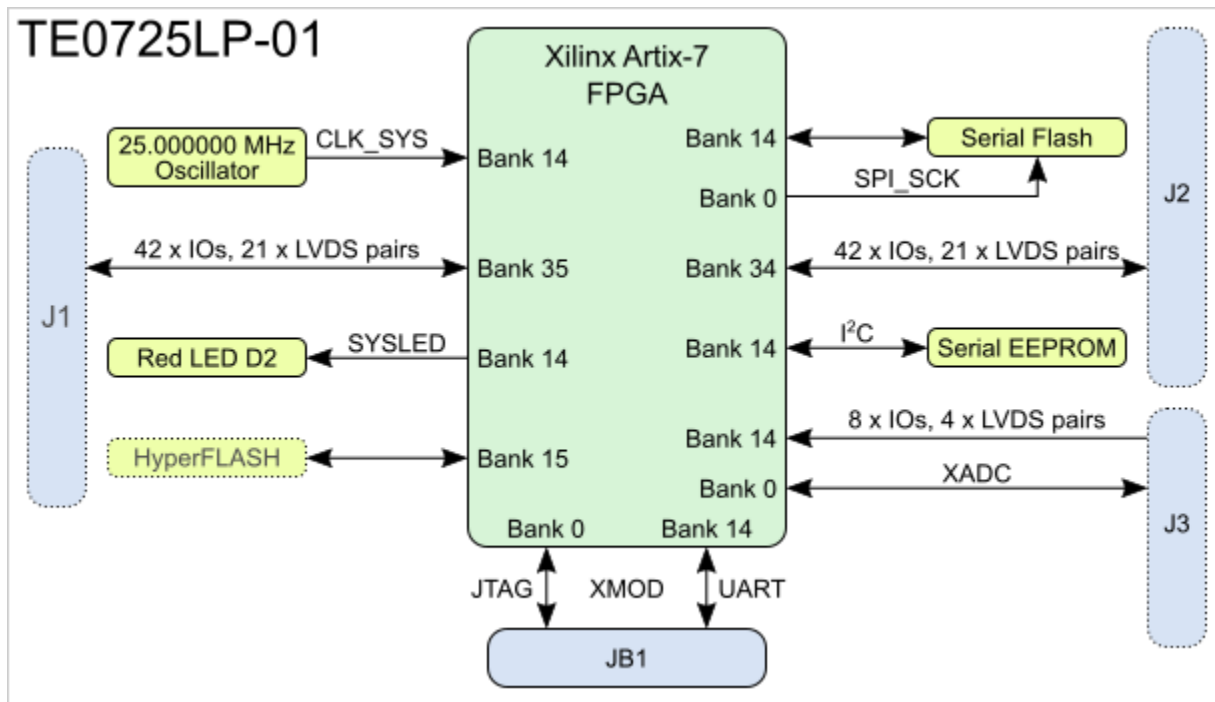 TE0725LP-01
Xilinx Artix-7
FPGA
25.000000 MHz
Oscillator
CLK_SYS
Bank 14
Bank 14
Serial Flash
SPI_SCK
Bank 0
J2
42 x IOs, 21 x LVDS pairs
Bank 35
Bank 34
42 x IOs, 21 x LVDS pairs
J1
Red LED D2
SYSLED
Bank 14
Bank 14
I²C
Serial EEPROM
HyperFLASH
Bank 15
Bank 14
8 x IOs, 4 x LVDS pairs
Bank 0
XADC
J3
Bank 0
Bank 14
JTAG
XMOD
UART
JB1